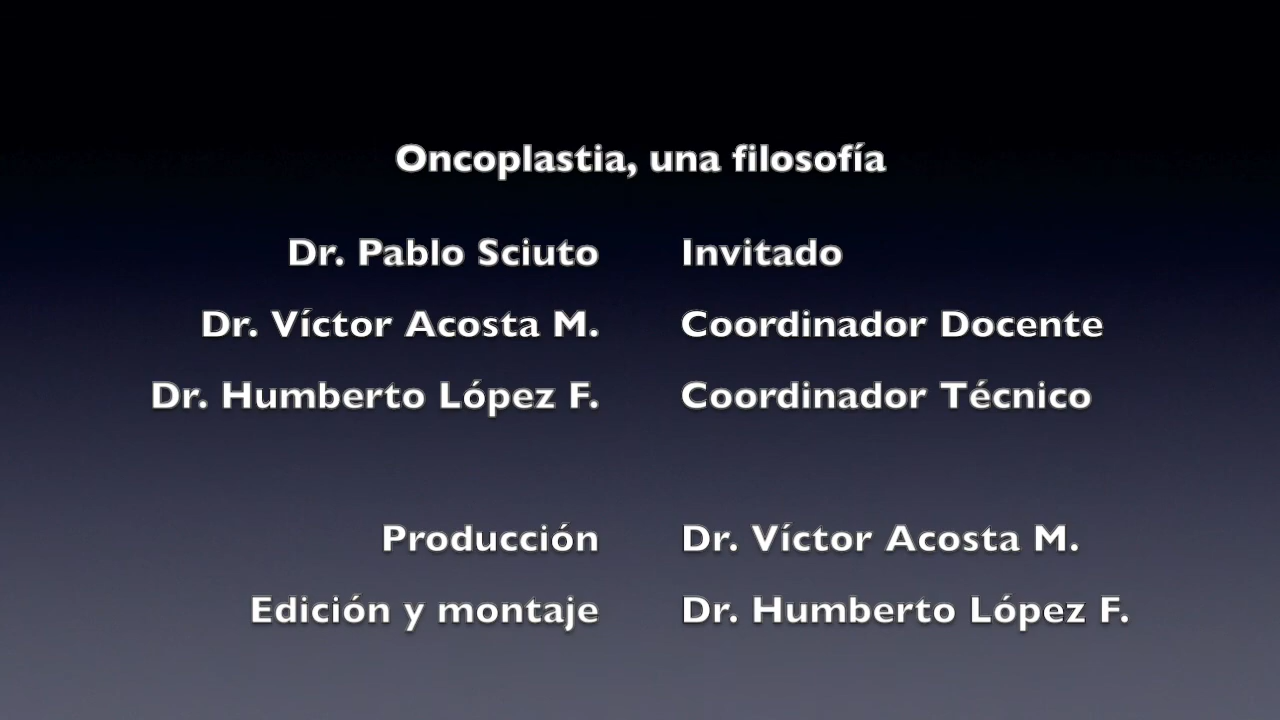 Oncoplastia, una filosofía
Dr. Pablo Sciuto Invitado
Dr. Víctor Acosta M. Coordinador Docente
Dr. Humberto López F. Coordinador Técnico
Producción Dr. Víctor Acosta M.
Edición y montaje Dr. Humberto López F.